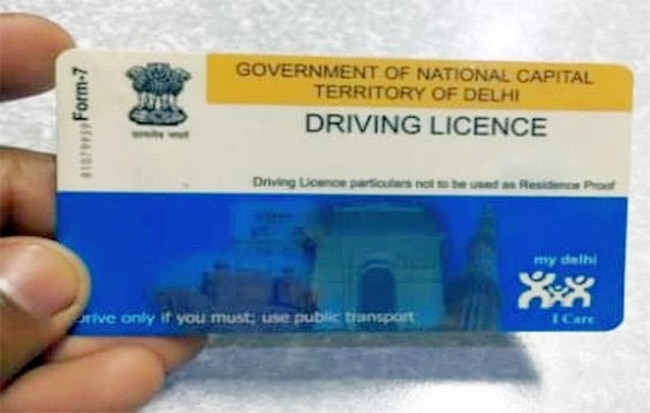 Form-7
GOVERNMENT OF NATIONAL CAPITAL
TERRITORY OF DELHI
DRIVING LICENCE
Driving Licence particulars not to be used as Residence Proof
my delhi
I Care
rive only if you must; use public transport